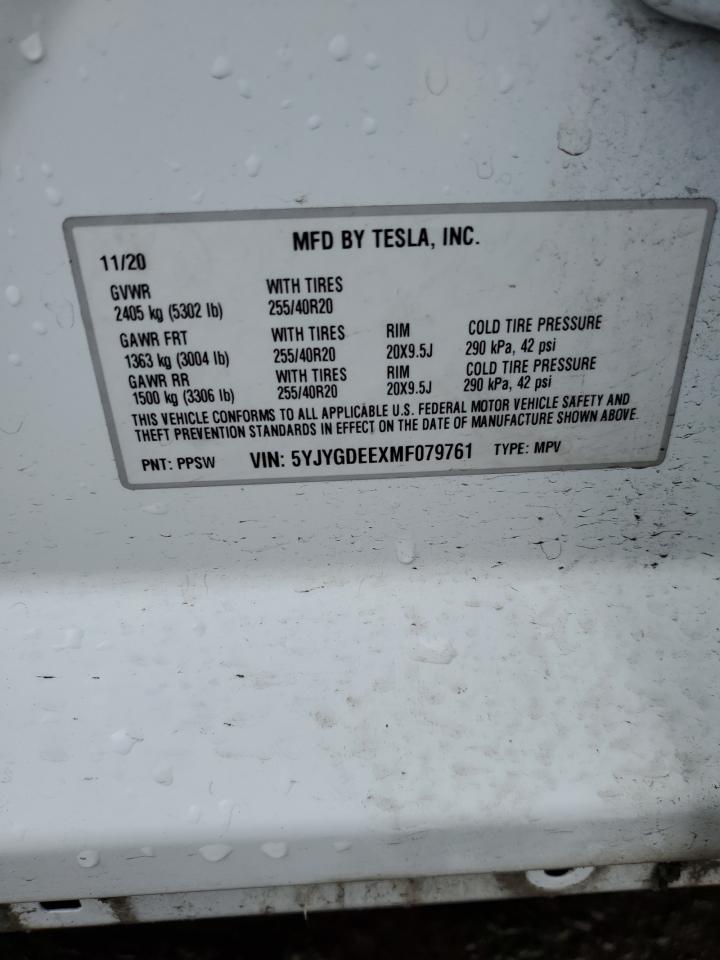 MFD BY TESLA, INC.
11/20
GVWR WITH TIRES
2405 kg (5302 lb) 255/40R20
GAWR FRT WITH TIRES RIM COLD TIRE PRESSURE
1363 kg (3004 lb) 255/40R20 20X9.5J 290 kPa, 42 psi
GAWR RR WITH TIRES RIM COLD TIRE PRESSURE
1500 kg (3306 lb) 255/40R20 20X9.5J 290 kPa, 42 psi
THIS VEHICLE CONFORMS TO ALL APPLICABLE U.S. FEDERAL MOTOR VEHICLE SAFETY AND
THEFT PREVENTION STANDARDS IN EFFECT ON THE DATE OF MANUFACTURE SHOWN ABOVE.
PNT: PPSW VIN: 5YJYGDEEXMF079761 TYPE: MPV